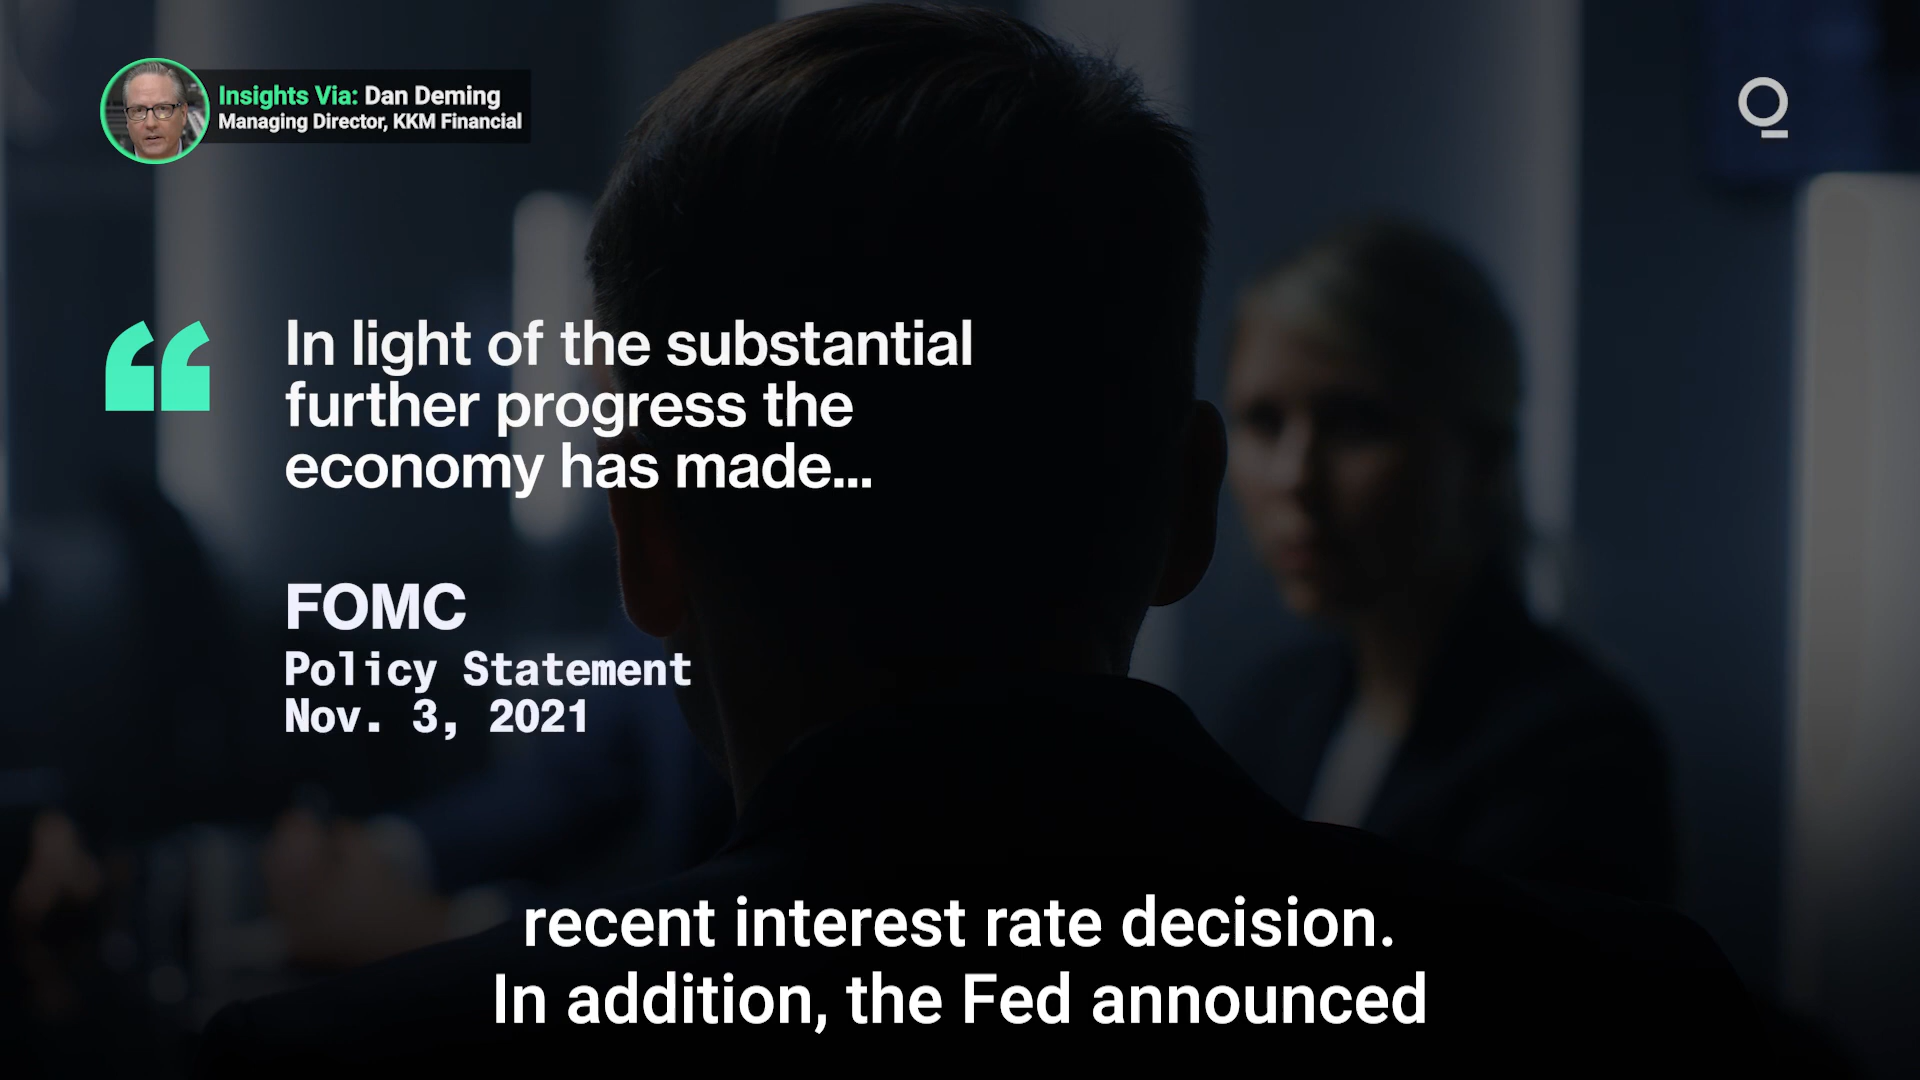 Insights Via: Dan Deming
Managing Director, KKM Financial
In light of the substantial
further progress the
economy has made...
FOMC
Policy Statement
Nov. 3, 2021
recent interest rate decision.
In addition, the Fed announced